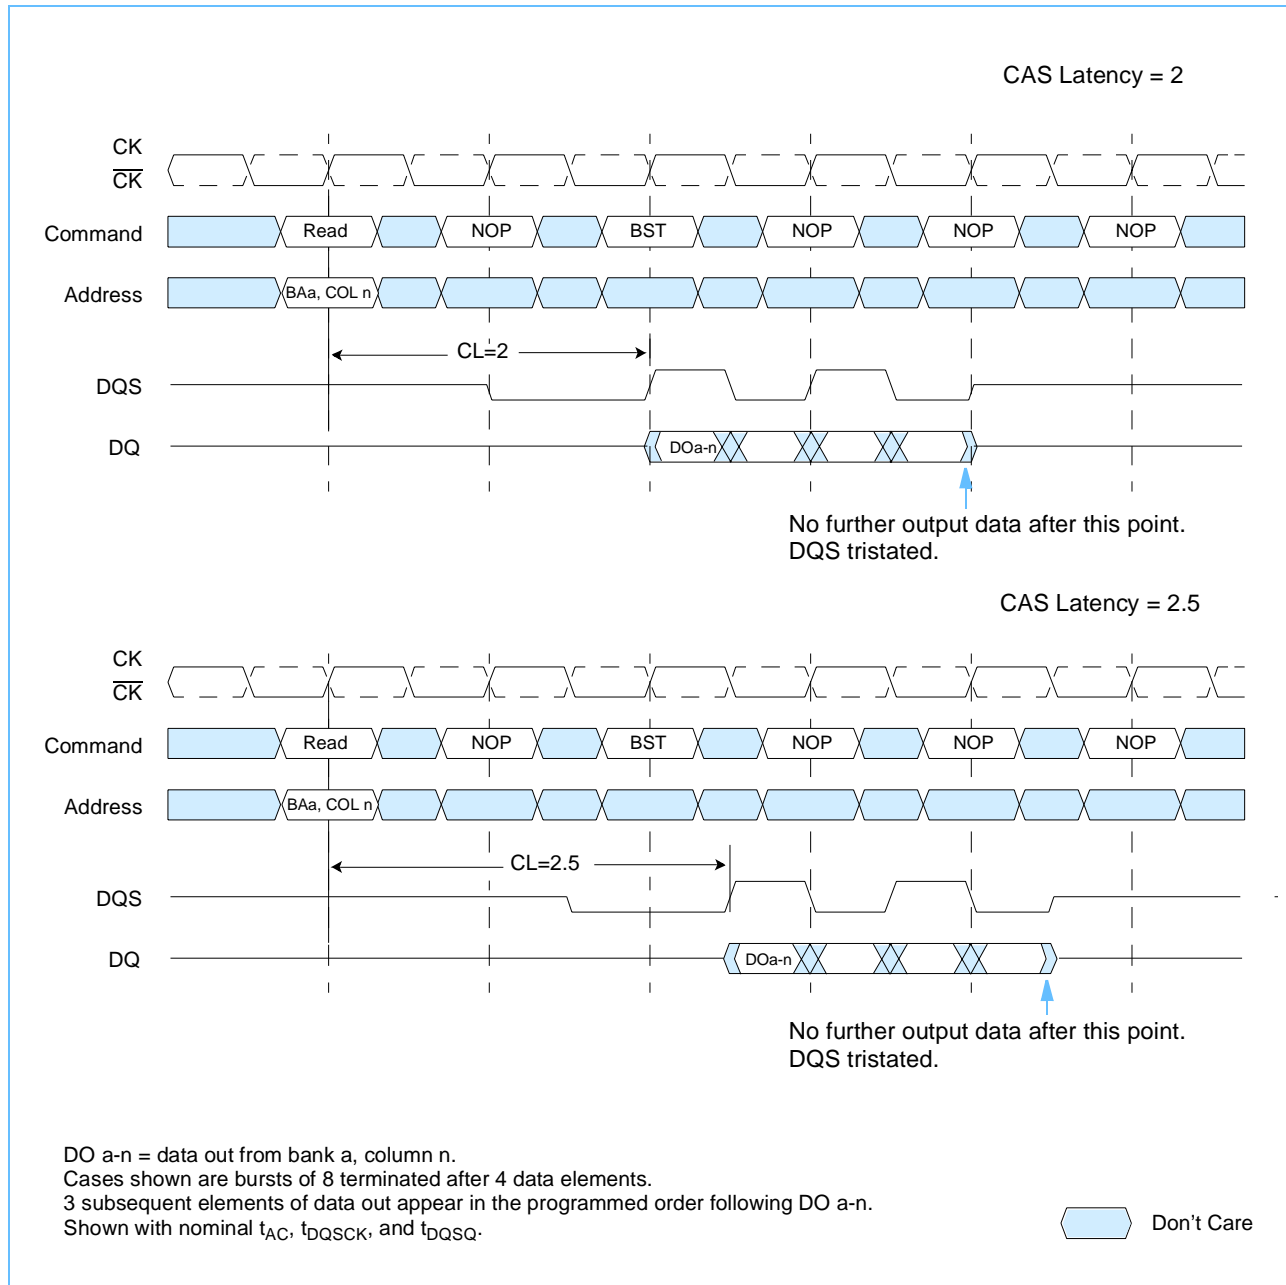 CAS Latency = 2
CK
CK
Command Read NOP BST NOP NOP NOP
Address BAa, COL n
CL=2
DQS
DQ DOa-n
No further output data after this point.
DQS tristated.
CAS Latency = 2.5
CK
CK
Command Read NOP BST NOP NOP NOP
Address BAa, COL n
CL=2.5
DQS
DQ DOa-n
No further output data after this point.
DQS tristated.
DO a-n = data out from bank a, column n.
Cases shown are bursts of 8 terminated after 4 data elements.
3 subsequent elements of data out appear in the programmed order following DO a-n.
Shown with nominal tAC, tDQSCK, and tDQSQ.
Don't Care